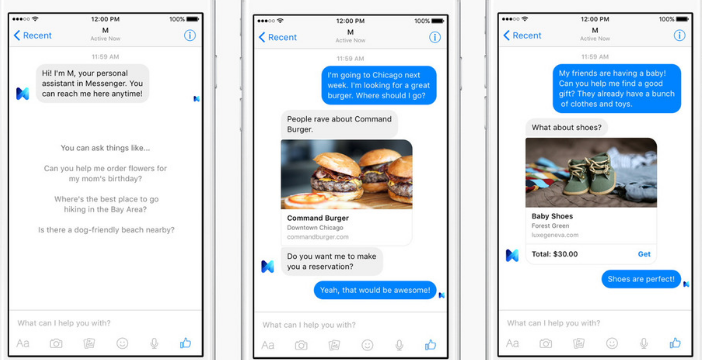 12:00 PM
100%
Recent
M
Active Now
11:59 AM
Hi! I'm M, your personal
assistant in Messenger. You
can reach me here anytime!
You can ask things like...
Can you help me order flowers for
my mom's birthday?
Where's the best place to go
hiking in the Bay Area?
Is there a dog-friendly beach nearby?
What can I help you with?
Aa
12:00 PM
100%
Recent
M
Active Now
11:58 AM
I'm going to Chicago next
week. I'm looking for a great
burger. Where should I go?
People rave about Command
Burger.
Command Burger
Downtown Chicago
commandburger.com
Do you want me to make
you a reservation?
Yeah, that would be awesome!
What can I help you with?
Aa
12:00 PM
100%
Recent
M
Active Now
11:59 AM
My friends are having a baby!
Can you help me find a good
gift? They already have a bunch
of clothes and toys.
What about shoes?
Baby Shoes
Forest Green
luxegeneva.com
Total: $30.00
Get
Shoes are perfect!
What can I help you with?
Aa